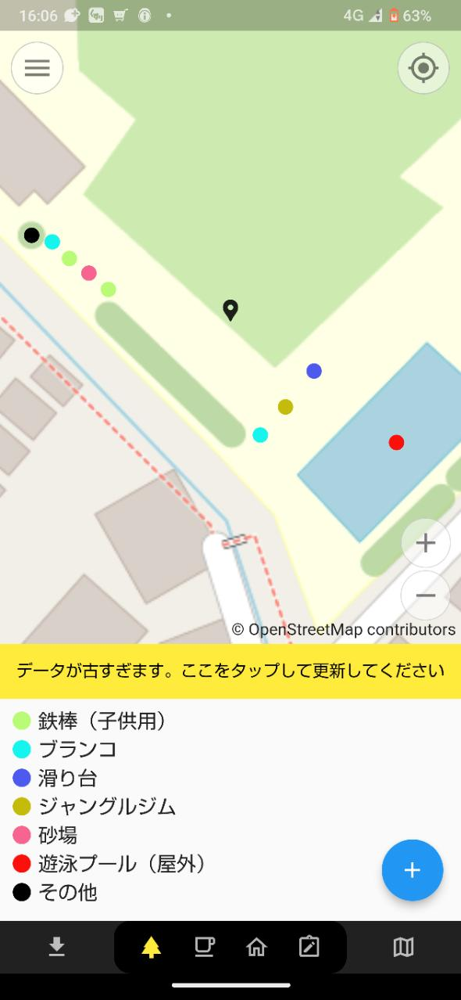 16:06
4G 63%
© OpenStreetMap contributors
データが古すぎます。ここをタップして更新してください
鉄棒（子供用）
ブランコ
滑り台
ジャングルジム
砂場
遊泳プール（屋外）
その他